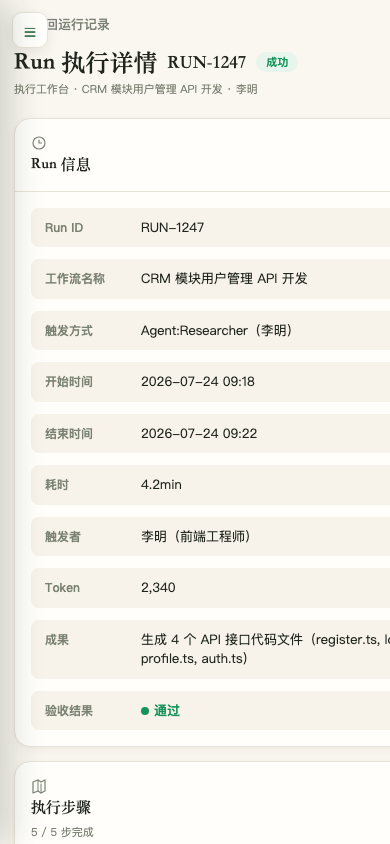 回运行记录
Run 执行详情 RUN-1247 成功
执行工作台 · CRM 模块用户管理 API 开发 · 李明
Run 信息
Run ID RUN-1247
工作流名称 CRM 模块用户管理 API 开发
触发方式 Agent:Researcher（李明）
开始时间 2026-07-24 09:18
结束时间 2026-07-24 09:22
耗时 4.2min
触发者 李明（前端工程师）
Token 2,340
成果 生成 4 个 API 接口代码文件（register.ts,
profile.ts, auth.ts）
验收结果 通过
执行步骤
5 / 5 步完成